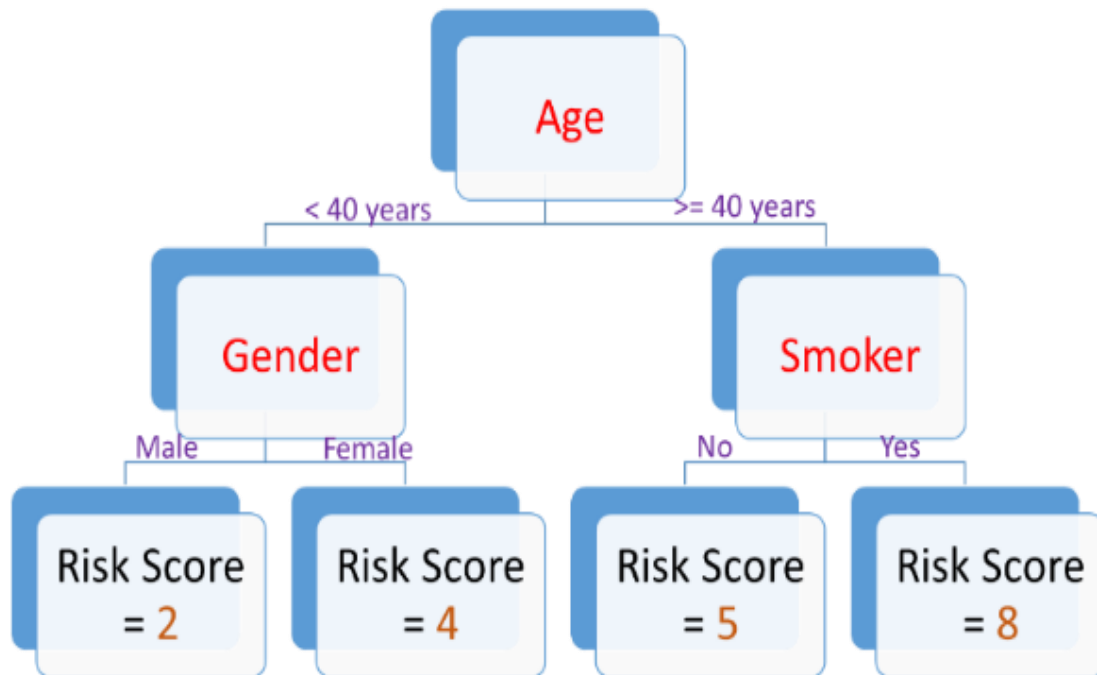 Age
< 40 years
>= 40 years
Gender
Smoker
Male
Female
No
Yes
Risk Score
= 2
Risk Score
= 4
Risk Score
= 5
Risk Score
= 8